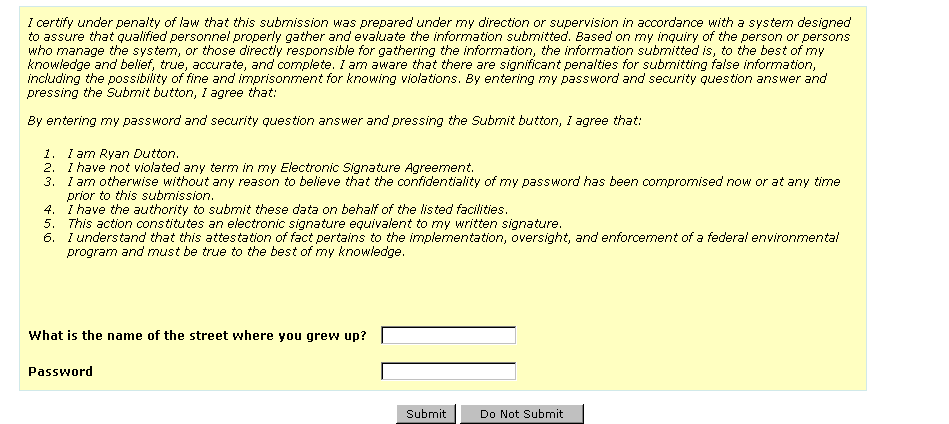 I certify under penalty of law that this submission was prepared under my direction or supervision in accordance with a system designed
to assure that qualified personnel properly gather and evaluate the information submitted. Based on my inquiry of the person or persons
who manage the system, or those directly responsible for gathering the information, the information submitted is, to the best of my
knowledge and belief, true, accurate, and complete. I am aware that there are significant penalties for submitting false information,
including the possibility of fine and imprisonment for knowing violations. By entering my password and security question answer and
pressing the Submit button, I agree that:
By entering my password and security question answer and pressing the Submit button, I agree that:
1. I am Ryan Dutton.
2. I have not violated any term in my Electronic Signature Agreement.
3. I am otherwise without any reason to believe that the confidentiality of my password has been compromised now or at any time
prior to this submission.
4. I have the authority to submit these data on behalf of the listed facilities.
5. This action constitutes an electronic signature equivalent to my written signature.
6. I understand that this attestation of fact pertains to the implementation, oversight, and enforcement of a federal environmental
program and must be true to the best of my knowledge.
What is the name of the street where you grew up?
Password
Submit Do Not Submit